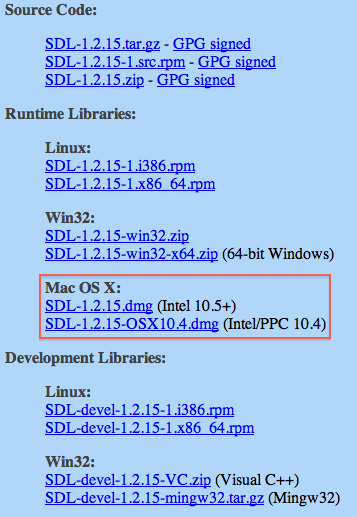 Source Code:
SDL-1.2.15.tar.gz - GPG signed
SDL-1.2.15-1.src.rpm - GPG signed
SDL-1.2.15.zip - GPG signed
Runtime Libraries:
Linux:
SDL-1.2.15-1.i386.rpm
SDL-1.2.15-1.x86_64.rpm
Win32:
SDL-1.2.15-win32.zip
SDL-1.2.15-win32-x64.zip (64-bit Windows)
Mac OS X:
SDL-1.2.15.dmg (Intel 10.5+)
SDL-1.2.15-OSX10.4.dmg (Intel/PPC 10.4)
Development Libraries:
Linux:
SDL-devel-1.2.15-1.i386.rpm
SDL-devel-1.2.15-1.x86_64.rpm
Win32:
SDL-devel-1.2.15-VC.zip (Visual C++)
SDL-devel-1.2.15-mingw32.tar.gz (Mingw32)